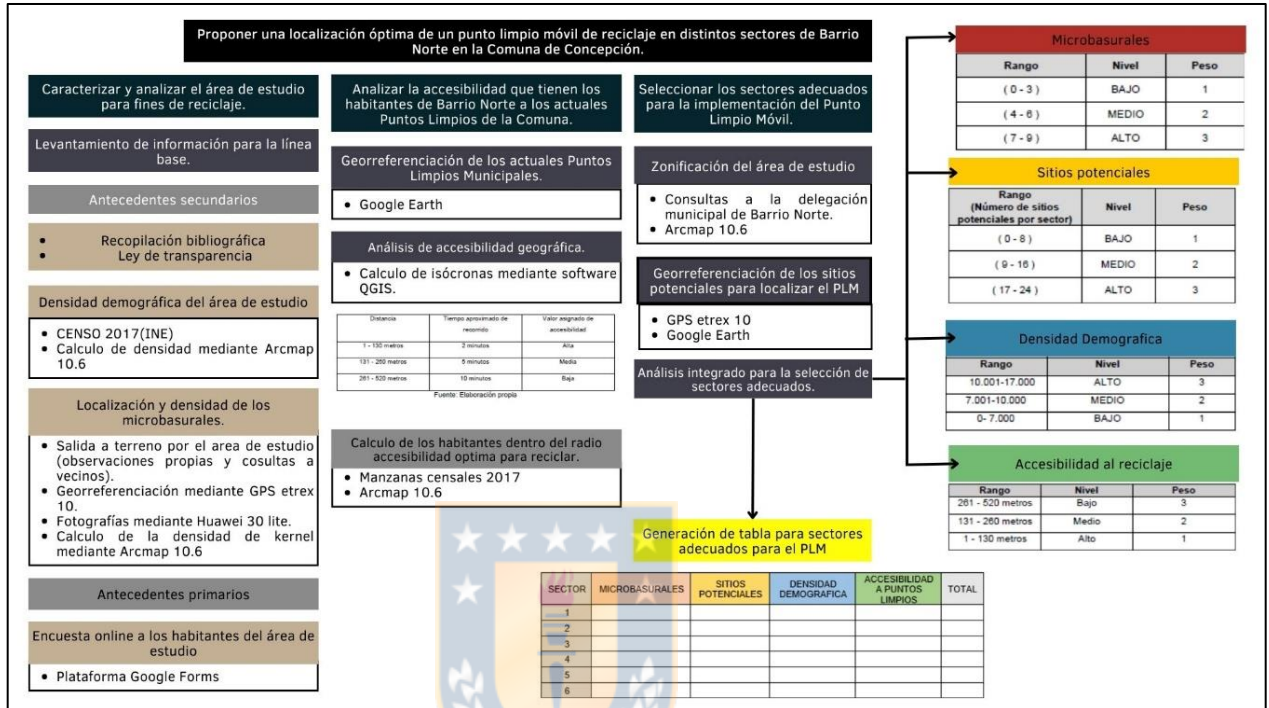 Proponer una localización óptima de un punto limpio móvil de reciclaje en distintos sectores de Barrio
Norte en la Comuna de Concepción.
Caracterizar y analizar el área de estudio
para fines de reciclaje.
Levantamiento de información para la línea
base.
Antecedentes secundarios
• Recopilación bibliográfica
• Ley de transparencia
Densidad demográfica del área de estudio
• CENSO 2017(INE)
• Calculo de densidad mediante Arcmap
10.6
Localización y densidad de los
microbasurales.
• Salida a terreno por el area de estudio
(observaciones propias y cosultas a
vecinos).
• Georreferenciación mediante GPS etrex
10.
• Fotografías mediante Huawei 30 lite.
• Calculo de la densidad de kernel
mediante Arcmap 10.6
Antecedentes primarios
Encuesta online a los habitantes del área de
estudio
• Plataforma Google Forms
Analizar la accesibilidad que tienen los
habitantes de Barrio Norte a los actuales
Puntos Limpios de la Comuna.
Georreferenciación de los actuales Puntos
Limpios Municipales.
• Google Earth
Análisis de accesibilidad geográfica.
• Calculo de isócronas mediante software
QGIS.
Distancia Tiempo aproximado de Valor asignado de
recorrido accesibilidad
1 - 130 metros 2 minutos Alta
131 - 260 metros 5 minutos Media
261 - 520 metros 10 minutos Baja
Fuente: Elaboración propia
Calculo de los habitantes dentro del radio
accesibilidad optima para reciclar.
• Manzanas censales 2017
• Arcmap 10.6
Seleccionar los sectores adecuados
para la implementación del Punto
Limpio Móvil.
Zonificación del área de estudio
• Consultas a la delegación
municipal de Barrio Norte.
• Arcmap 10.6
Georreferenciación de los sitios
potenciales para localizar el PLM
• GPS etrex 10
• Google Earth
Análisis integrado para la selección de
sectores adecuados.
Generación de tabla para sectores
adecuados para el PLM
SECTOR MICROBASURALES SITIOS POTENCIALES DENSIDAD DEMOGRAFICA ACCESIBILIDAD A PUNTOS LIMPIOS TOTAL
1
2
3
4
5
6
Microbasurales
Rango Nivel Peso
( 0 - 3 ) BAJO 1
( 4 - 6 ) MEDIO 2
( 7 - 9 ) ALTO 3
Sitios potenciales
Rango
(Número de sitios
potenciales por sector) Nivel Peso
( 0 - 8 ) BAJO 1
( 9 - 16 ) MEDIO 2
( 17 - 24 ) ALTO 3
Densidad Demografica
Rango Nivel Peso
10.001-17.000 ALTO 3
7.001-10.000 MEDIO 2
0- 7.000 BAJO 1
Accesibilidad al reciclaje
Rango Nivel Peso
261 - 520 metros Bajo 3
131 - 260 metros Medio 2
1 - 130 metros Alto 1